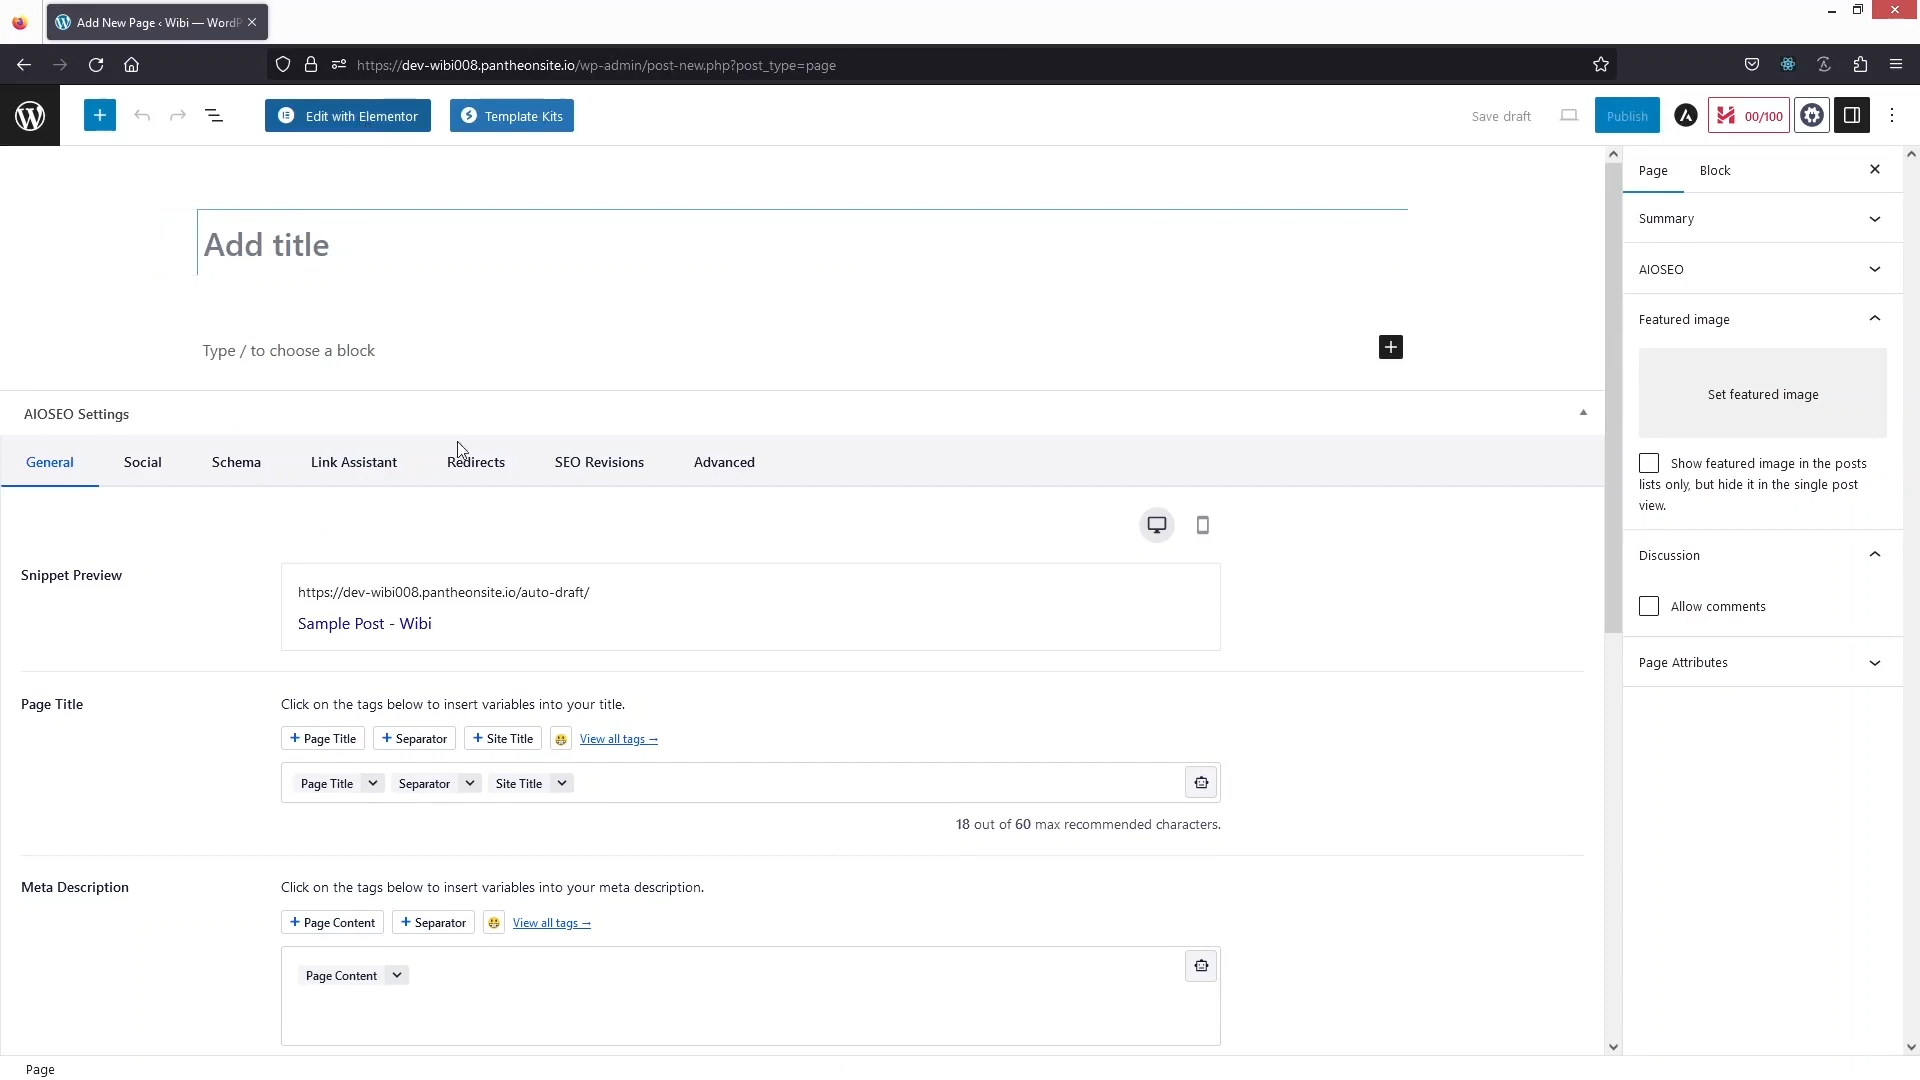 Add New Page ‹ Wibi — WordP
https://dev-wibi008.pantheonsite.io/wp-admin/post-new.php?post_type=page
Edit with Elementor
Template Kits
Save draft
Publish
00/100
Add title
Type / to choose a block
AIOSEO Settings
General
Social
Schema
Link Assistant
Redirects
SEO Revisions
Advanced
Snippet Preview
https://dev-wibi008.pantheonsite.io/auto-draft/
Sample Post - Wibi
Page Title
Click on the tags below to insert variables into your title.
+ Page Title
+ Separator
+ Site Title
View all tags →
Page Title
Separator
Site Title
18 out of 60 max recommended characters.
Meta Description
Click on the tags below to insert variables into your meta description.
+ Page Content
+ Separator
View all tags →
Page Content
Page
Page
Block
Summary
AIOSEO
Featured image
Set featured image
Show featured image in the posts
lists only, but hide it in the single post
view.
Discussion
Allow comments
Page Attributes